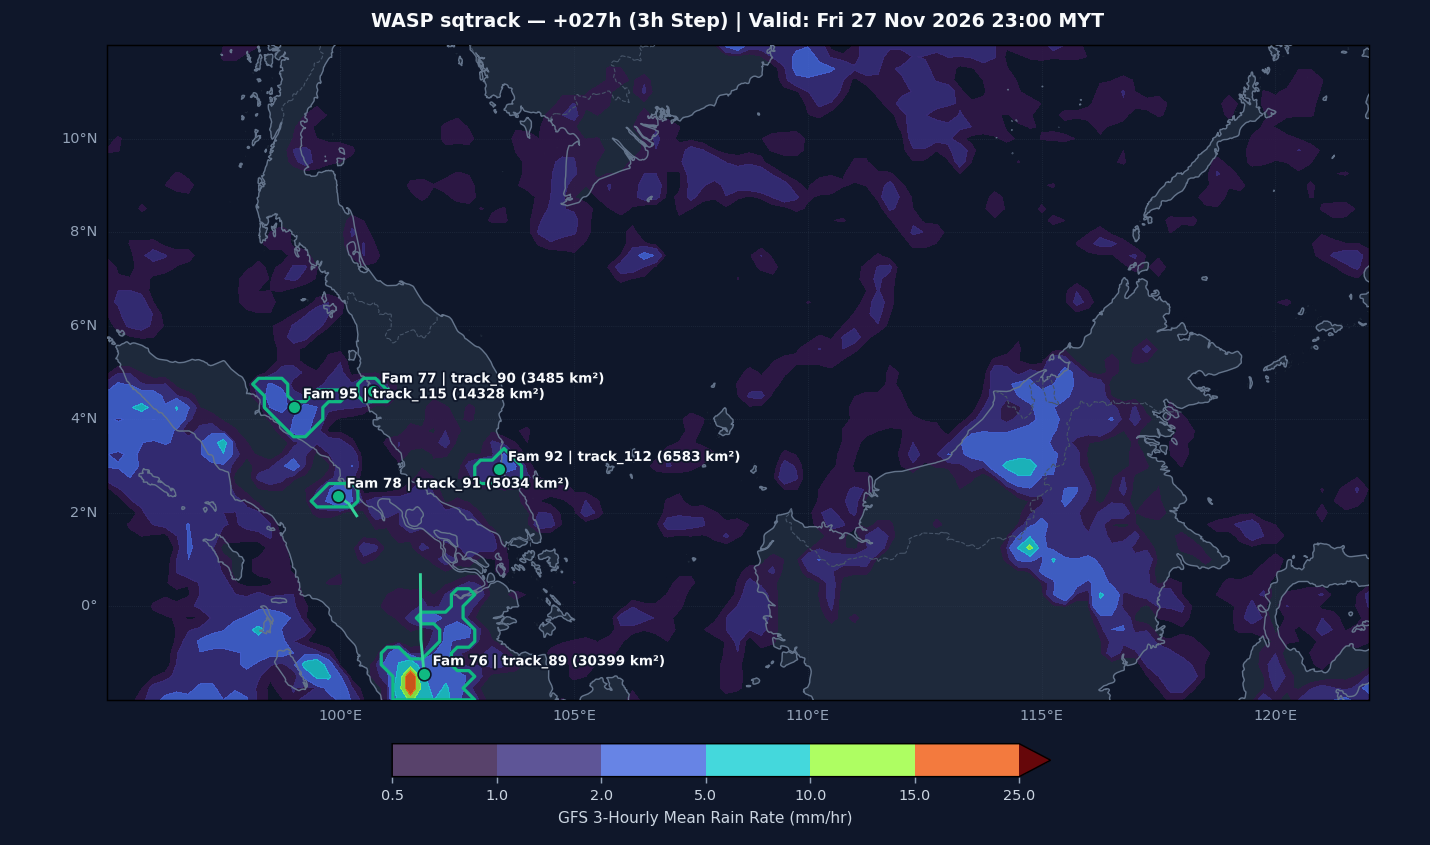 WASP sqtrack — +027h (3h Step) | Valid: Fri 27 Nov 2026 23:00 MYT
10°N
8°N
6°N
4°N
2°N
0°
Fam 77 | track_90 (3485 km²)
Fam 95 | track_115 (14328 km²)
Fam 92 | track_112 (6583 km²)
Fam 78 | track_91 (5034 km²)
Fam 76 | track_89 (30399 km²)
100°E 105°E 110°E 115°E 120°E
0.5 1.0 2.0 5.0 10.0 15.0 25.0
GFS 3-Hourly Mean Rain Rate (mm/hr)